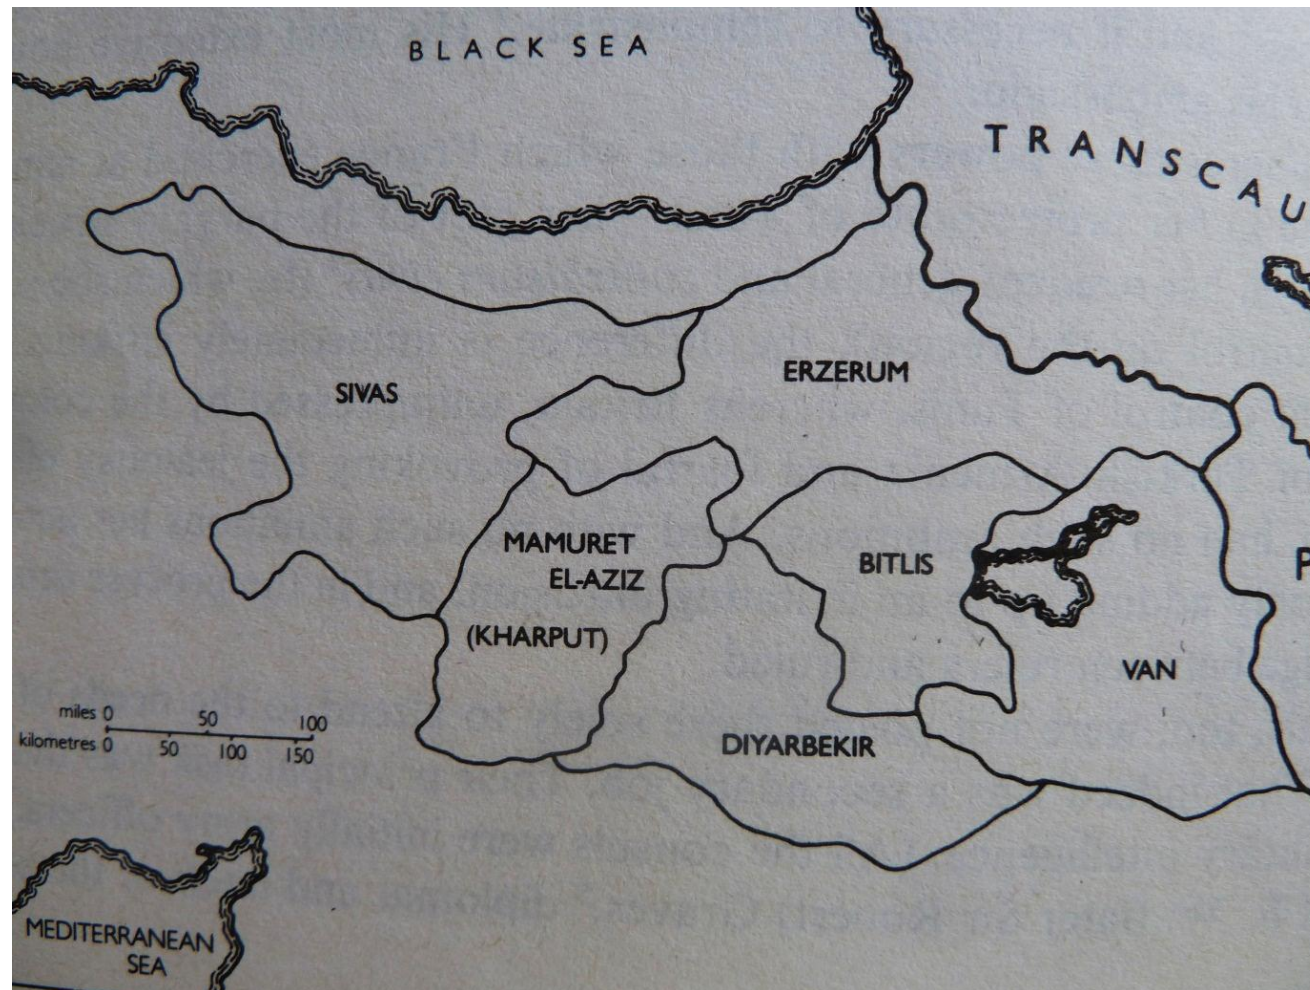 BLACK SEA
TRANSCAU
ERZERUM
SIVAS
MAMURET
EL-AZIZ
(KHARPUT)
BITLIS
P
VAN
DIYARBEKIR
miles 0 50 100
kilometres 0 50 100 150
MEDITERRANEAN
SEA